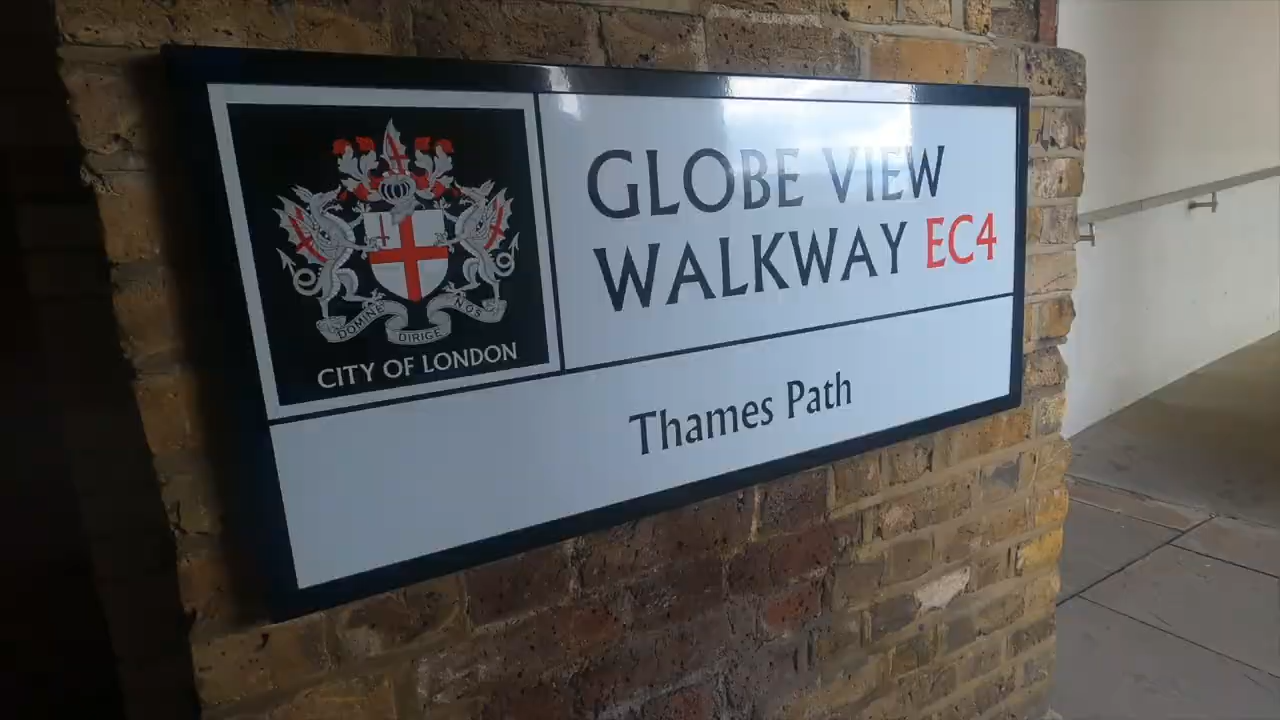 DOMINE DIRIGE NOS
CITY OF LONDON
GLOBE VIEW
WALKWAY EC4
Thames Path